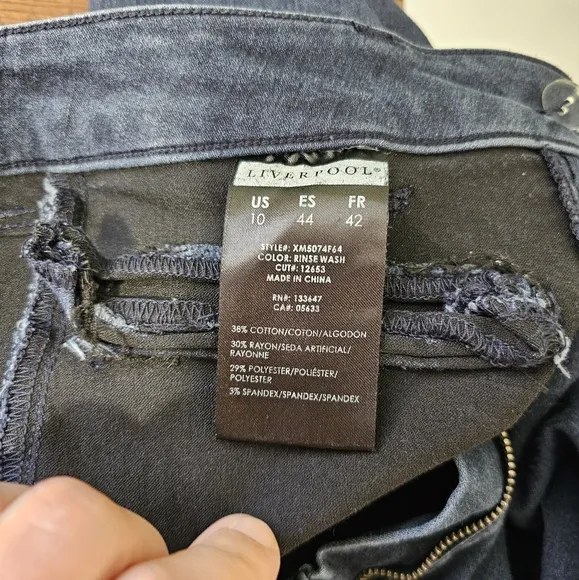 LIVERPOOL®
US ES FR
10 44 42
STYLE#: XM5074F64
COLOR: RINSE WASH
CUT#: 12653
MADE IN CHINA
RN#: 133647
CA#: 05633
38% COTTON/COTON/ALGODÓN
30% RAYON/SEDA ARTIFICIAL/
RAYONNE
29% POLYESTER/POLIÉSTER/
POLYESTER
3% SPANDEX/SPANDEX/SPANDEX